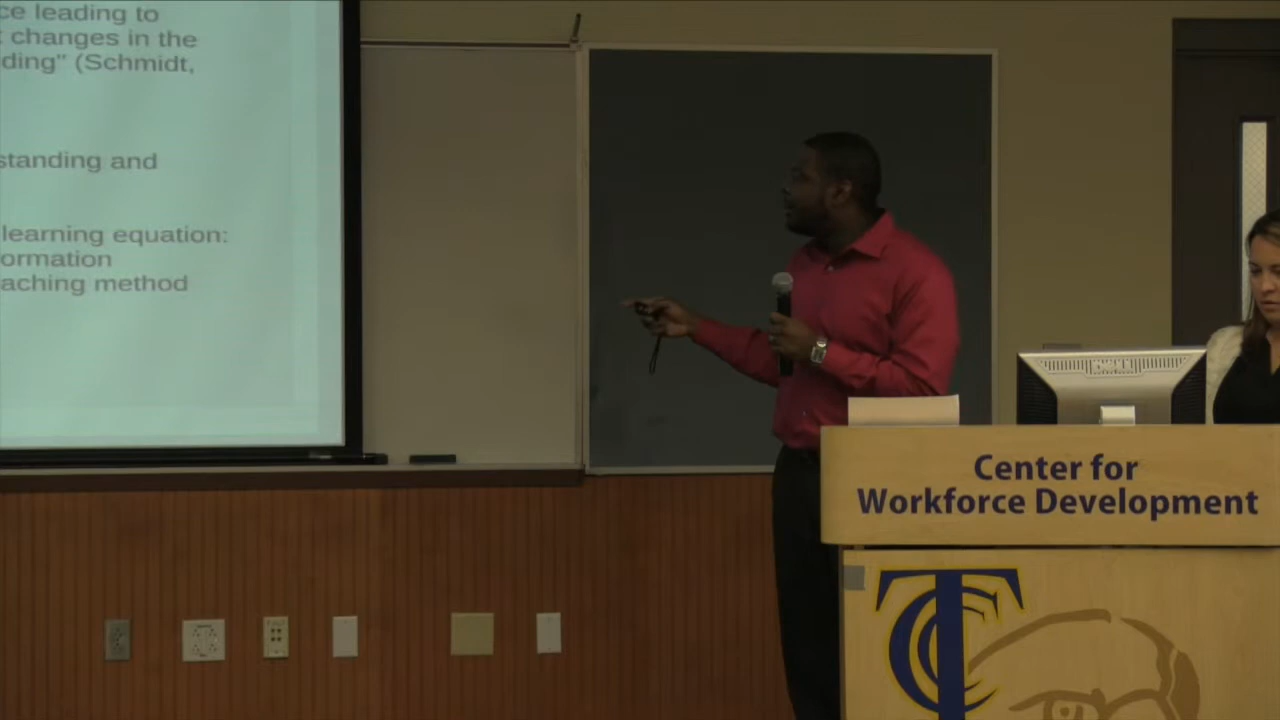 ce leading to
changes in the
ding" (Schmidt,
standing and
learning equation:
ormation
aching method
Center for
Workforce Development
TCC